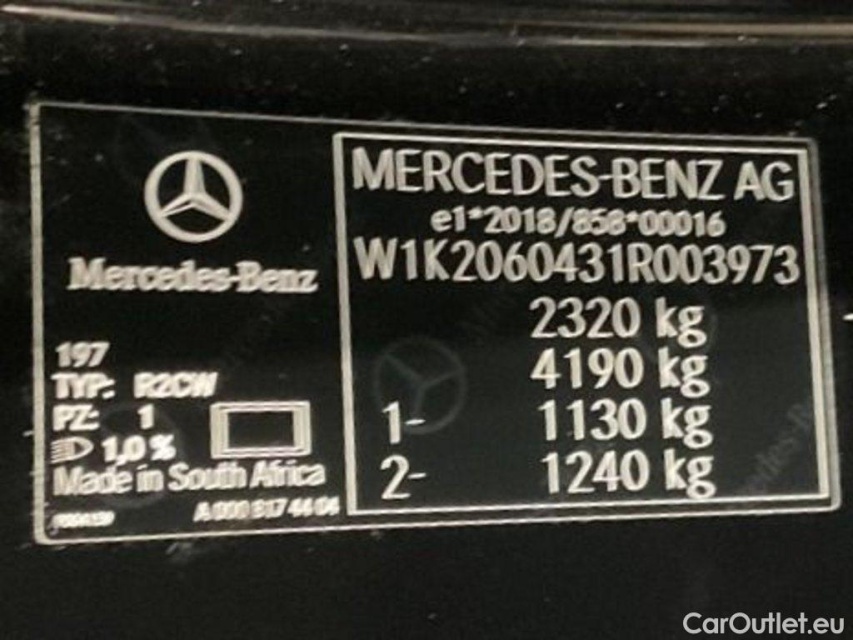 Mercedes-Benz
197
TYP: R2CW
PZ: 1
1,0 %
Made in South Africa
A 000 817 44 04
MERCEDES-BENZ AG
e1*2018/858*00016
W1K2060431R003973
2320 kg
4190 kg
1- 1130 kg
2- 1240 kg
CarOutlet.eu